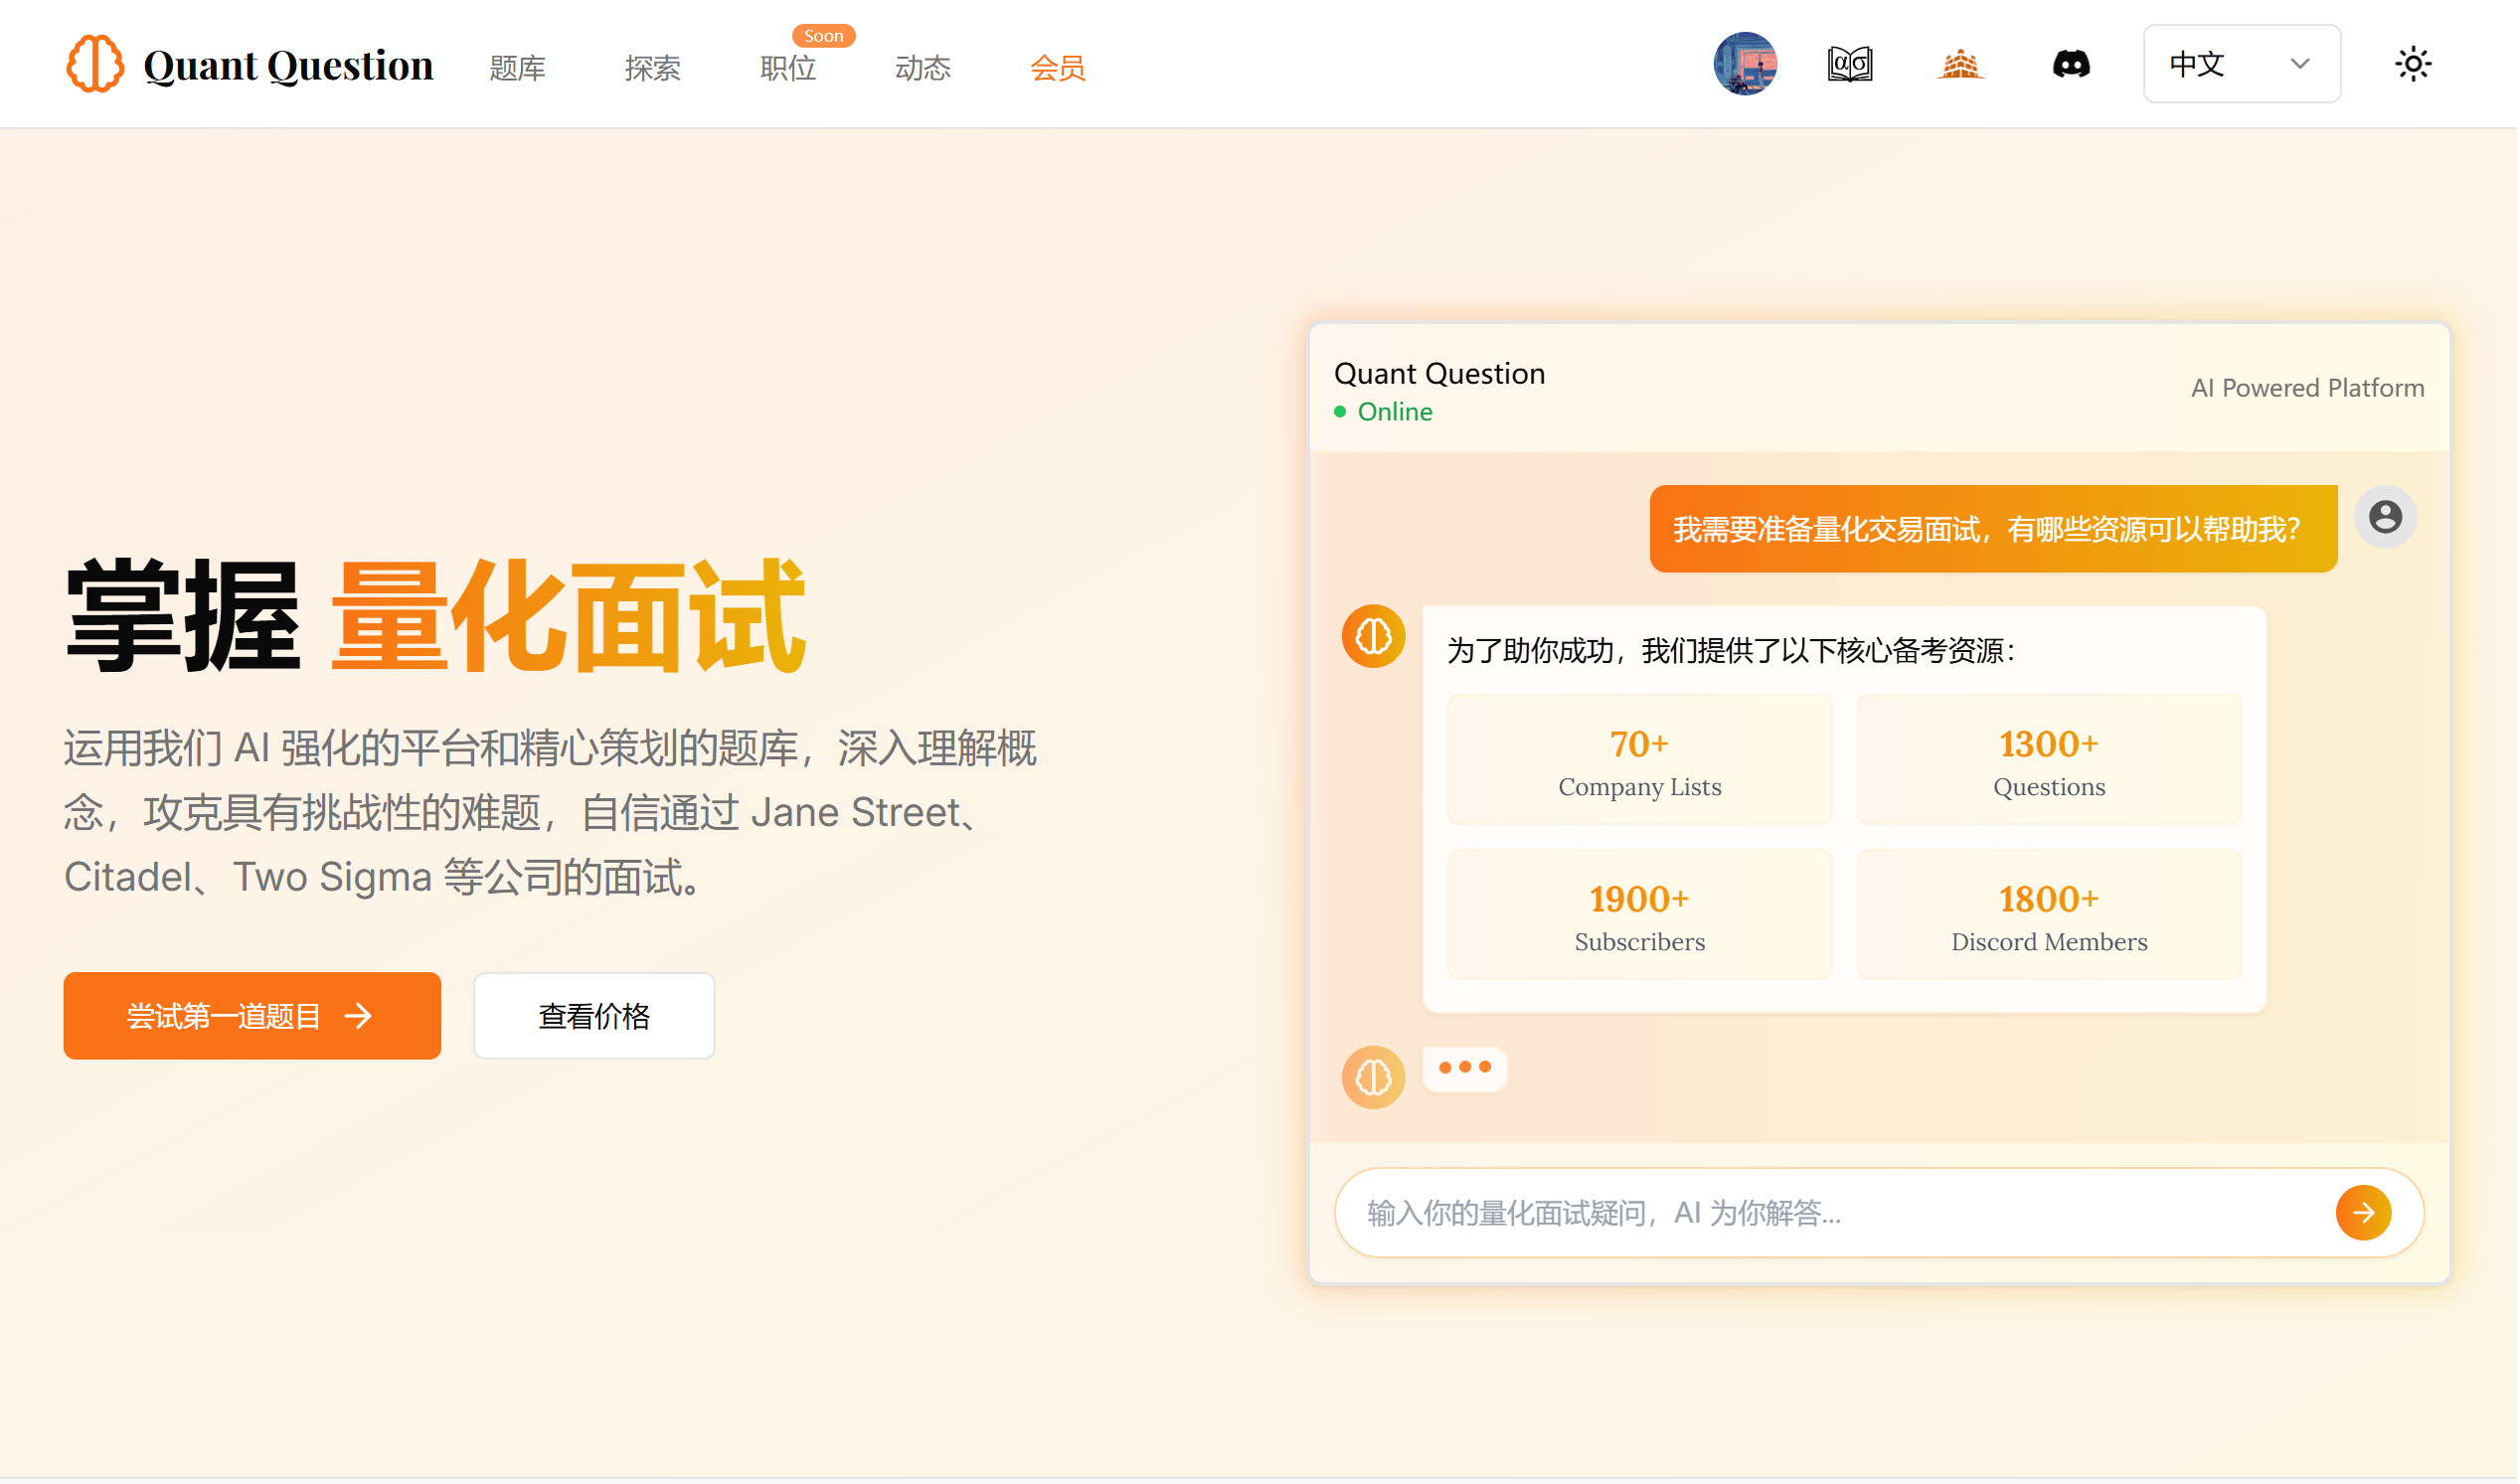 Quant Question
题库
探索
Soon
职位
动态
会员
ασ
中文
掌握 量化面试
运用我们 AI 强化的平台和精心策划的题库，深入理解概
念，攻克具有挑战性的难题，自信通过 Jane Street、
Citadel、Two Sigma 等公司的面试。
尝试第一道题目
查看价格
Quant Question
Online
AI Powered Platform
我需要准备量化交易面试，有哪些资源可以帮助我？
为了助你成功，我们提供了以下核心备考资源：
70+
Company Lists
1300+
Questions
1900+
Subscribers
1800+
Discord Members
输入你的量化面试疑问，AI 为你解答...